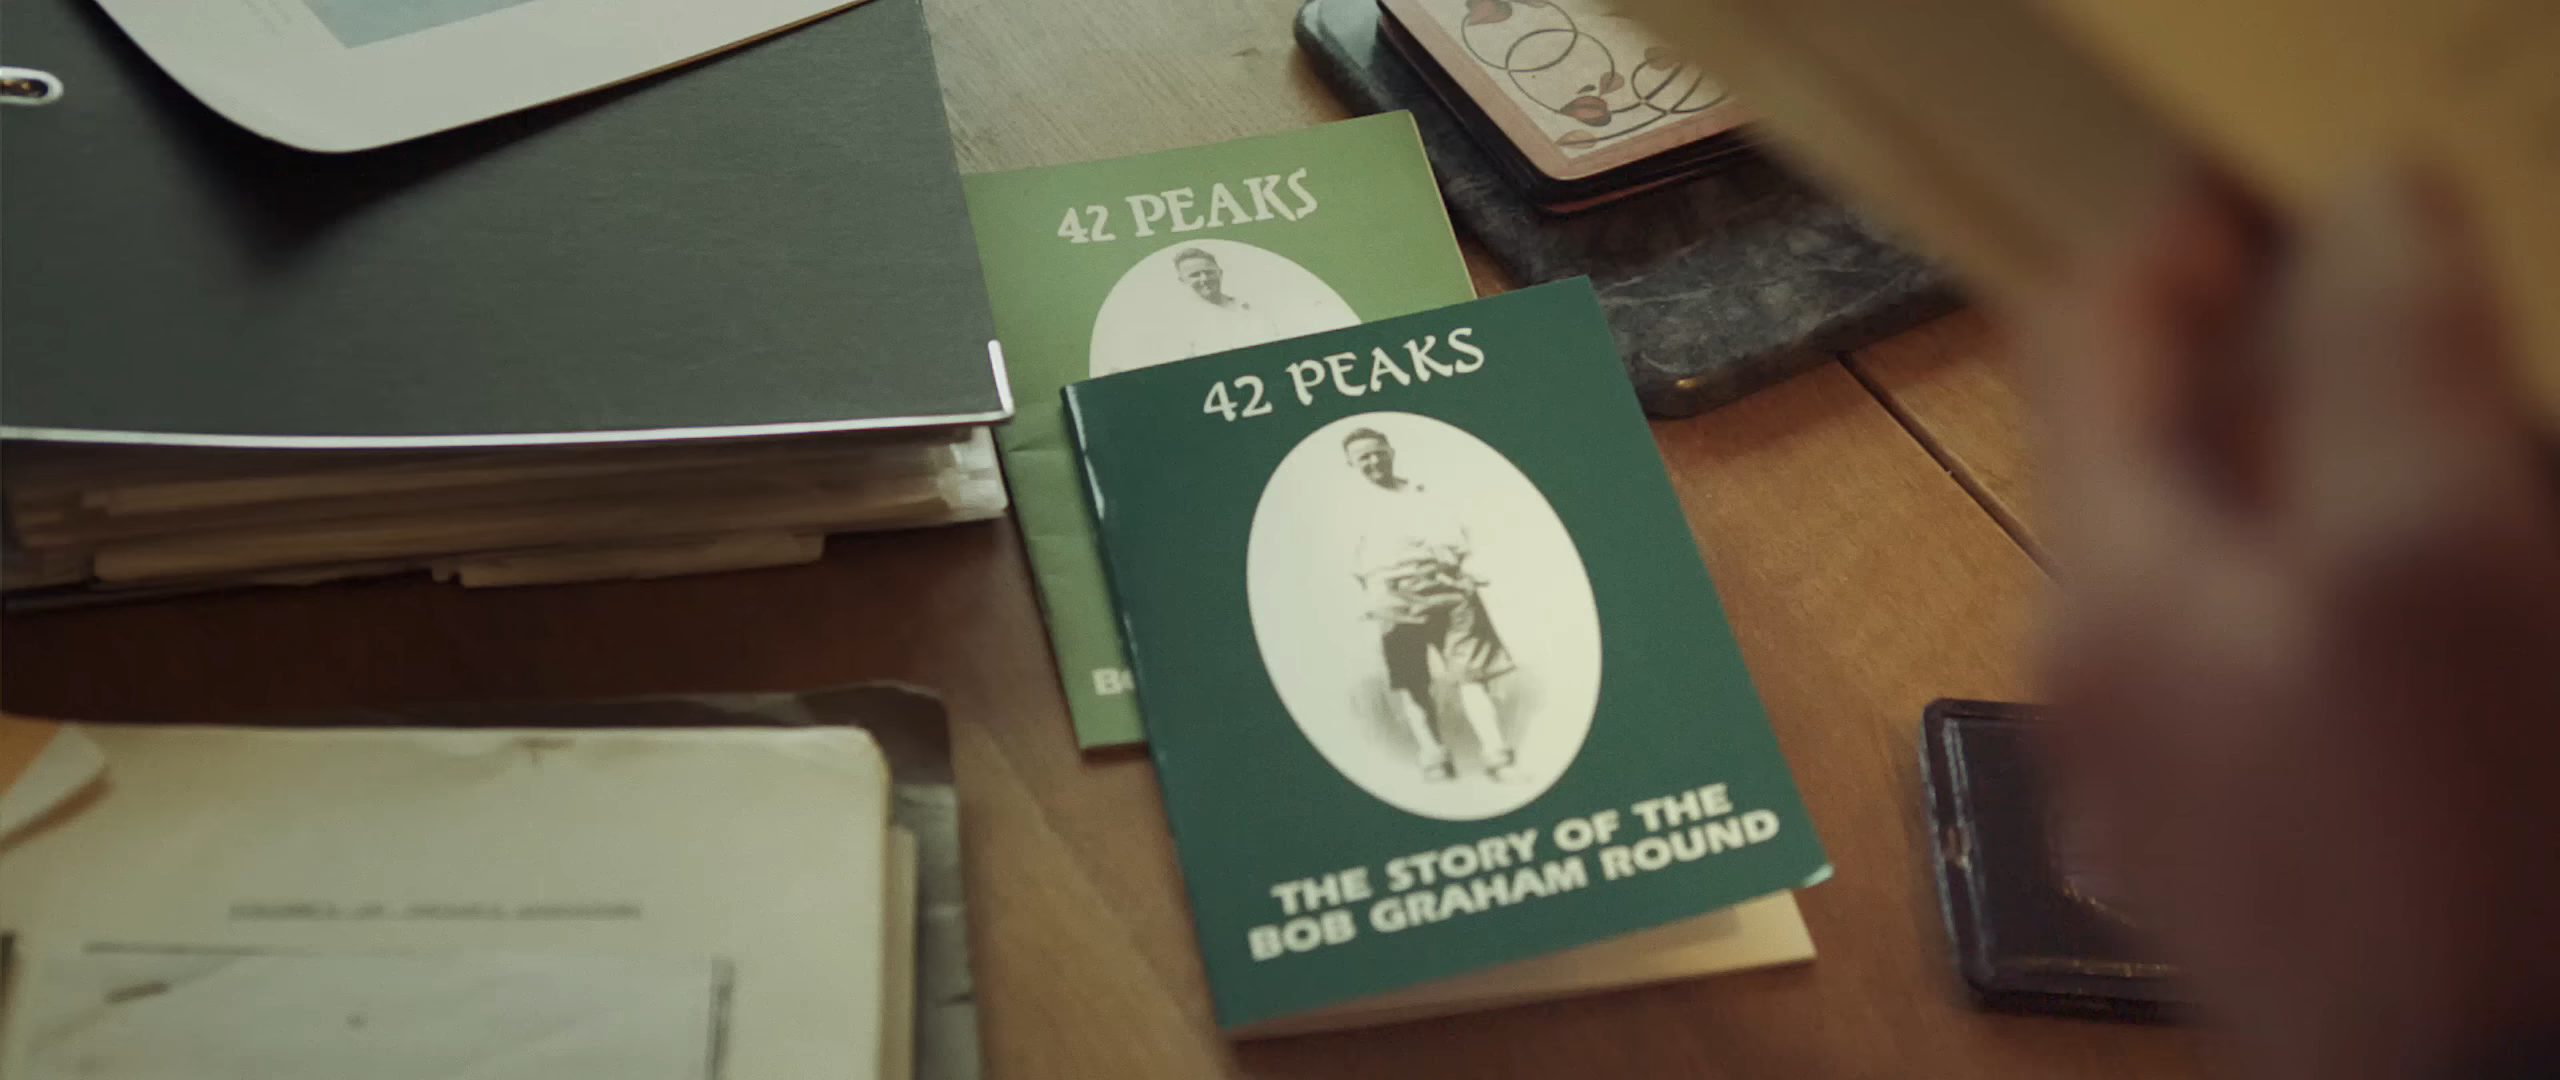 42 PEAKS
42 PEAKS
THE STORY OF THE
BOB GRAHAM ROUND